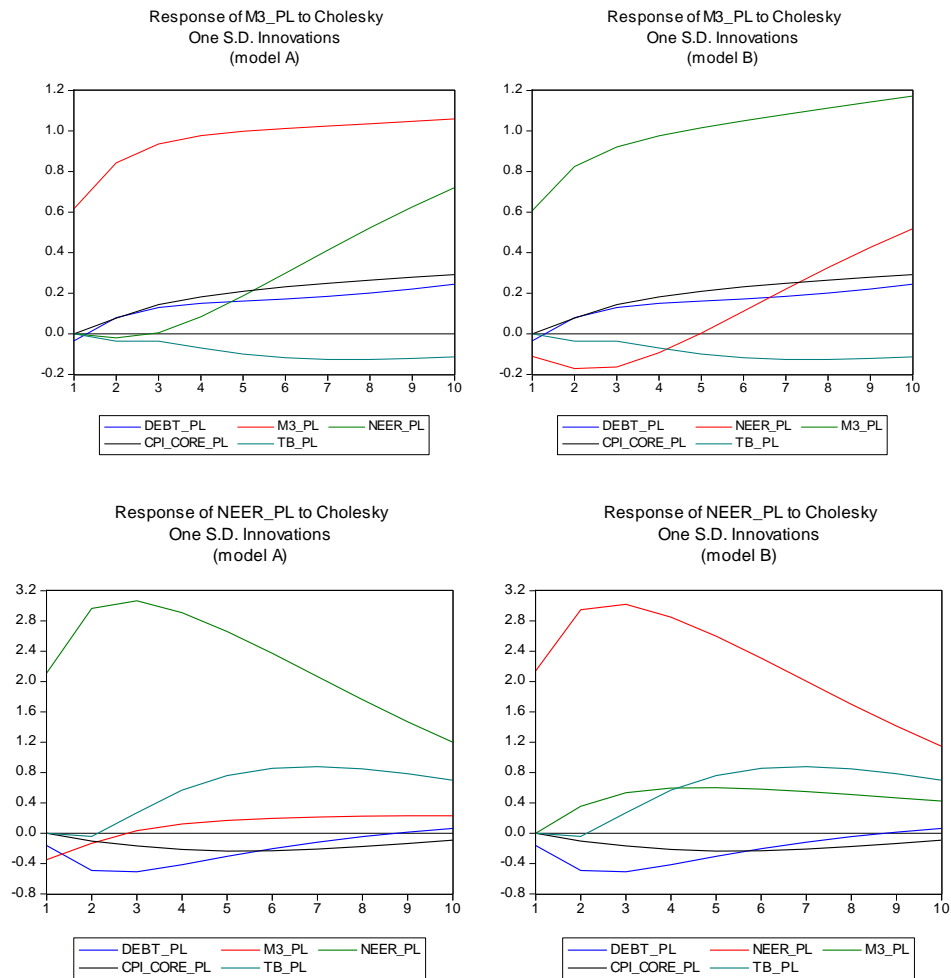 Response of M3_PL to Cholesky
One S.D. Innovations
(model A)
1.2
1.0
0.8
0.6
0.4
0.2
0.0
-0.2
1 2 3 4 5 6 7 8 9 10
DEBT_PL M3_PL NEER_PL
CPI_CORE_PL TB_PL
Response of M3_PL to Cholesky
One S.D. Innovations
(model B)
1.2
1.0
0.8
0.6
0.4
0.2
0.0
-0.2
1 2 3 4 5 6 7 8 9 10
DEBT_PL NEER_PL M3_PL
CPI_CORE_PL TB_PL
Response of NEER_PL to Cholesky
One S.D. Innovations
(model A)
3.2
2.8
2.4
2.0
1.6
1.2
0.8
0.4
0.0
-0.4
-0.8
1 2 3 4 5 6 7 8 9 10
DEBT_PL M3_PL NEER_PL
CPI_CORE_PL TB_PL
Response of NEER_PL to Cholesky
One S.D. Innovations
(model B)
3.2
2.8
2.4
2.0
1.6
1.2
0.8
0.4
0.0
-0.4
-0.8
1 2 3 4 5 6 7 8 9 10
DEBT_PL NEER_PL M3_PL
CPI_CORE_PL TB_PL